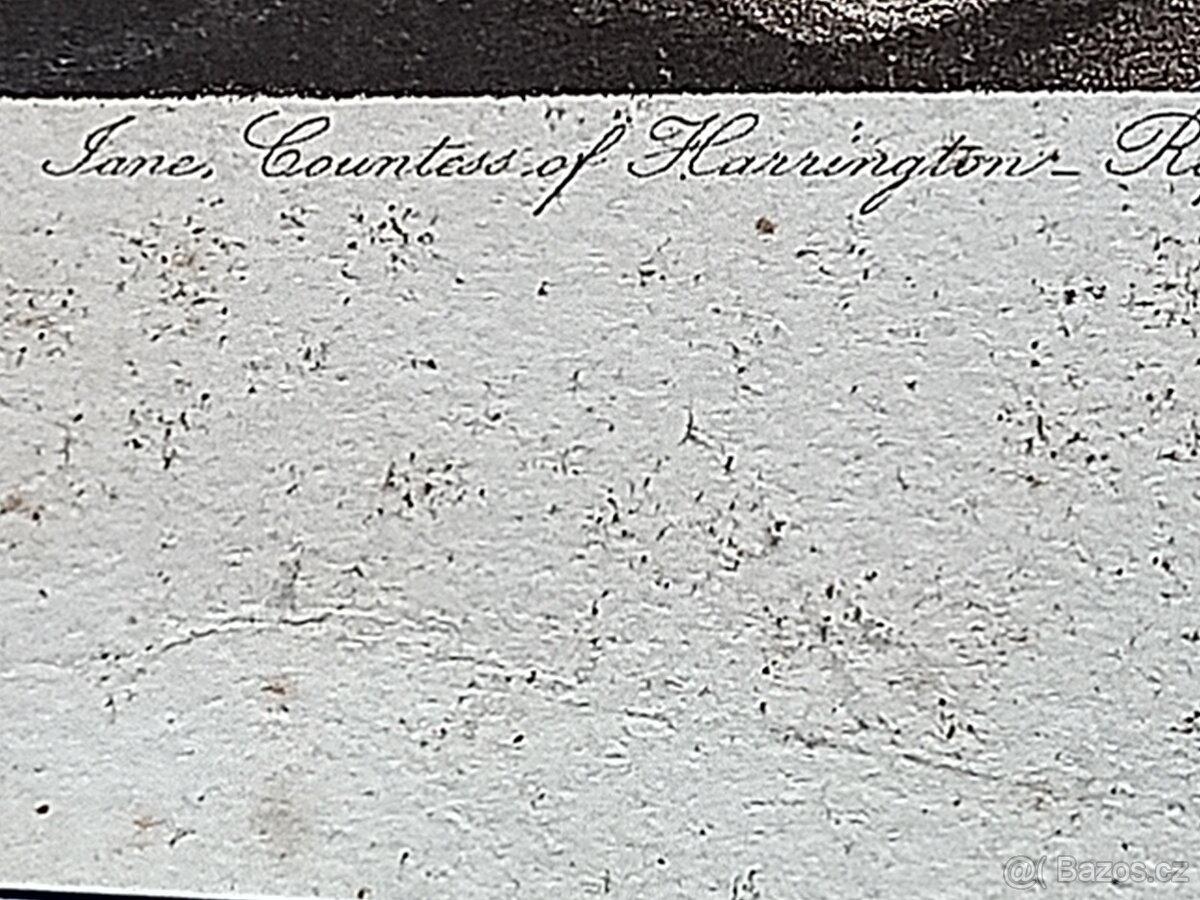 Jane, Countess of Harrington - R
@( Bazos.cz